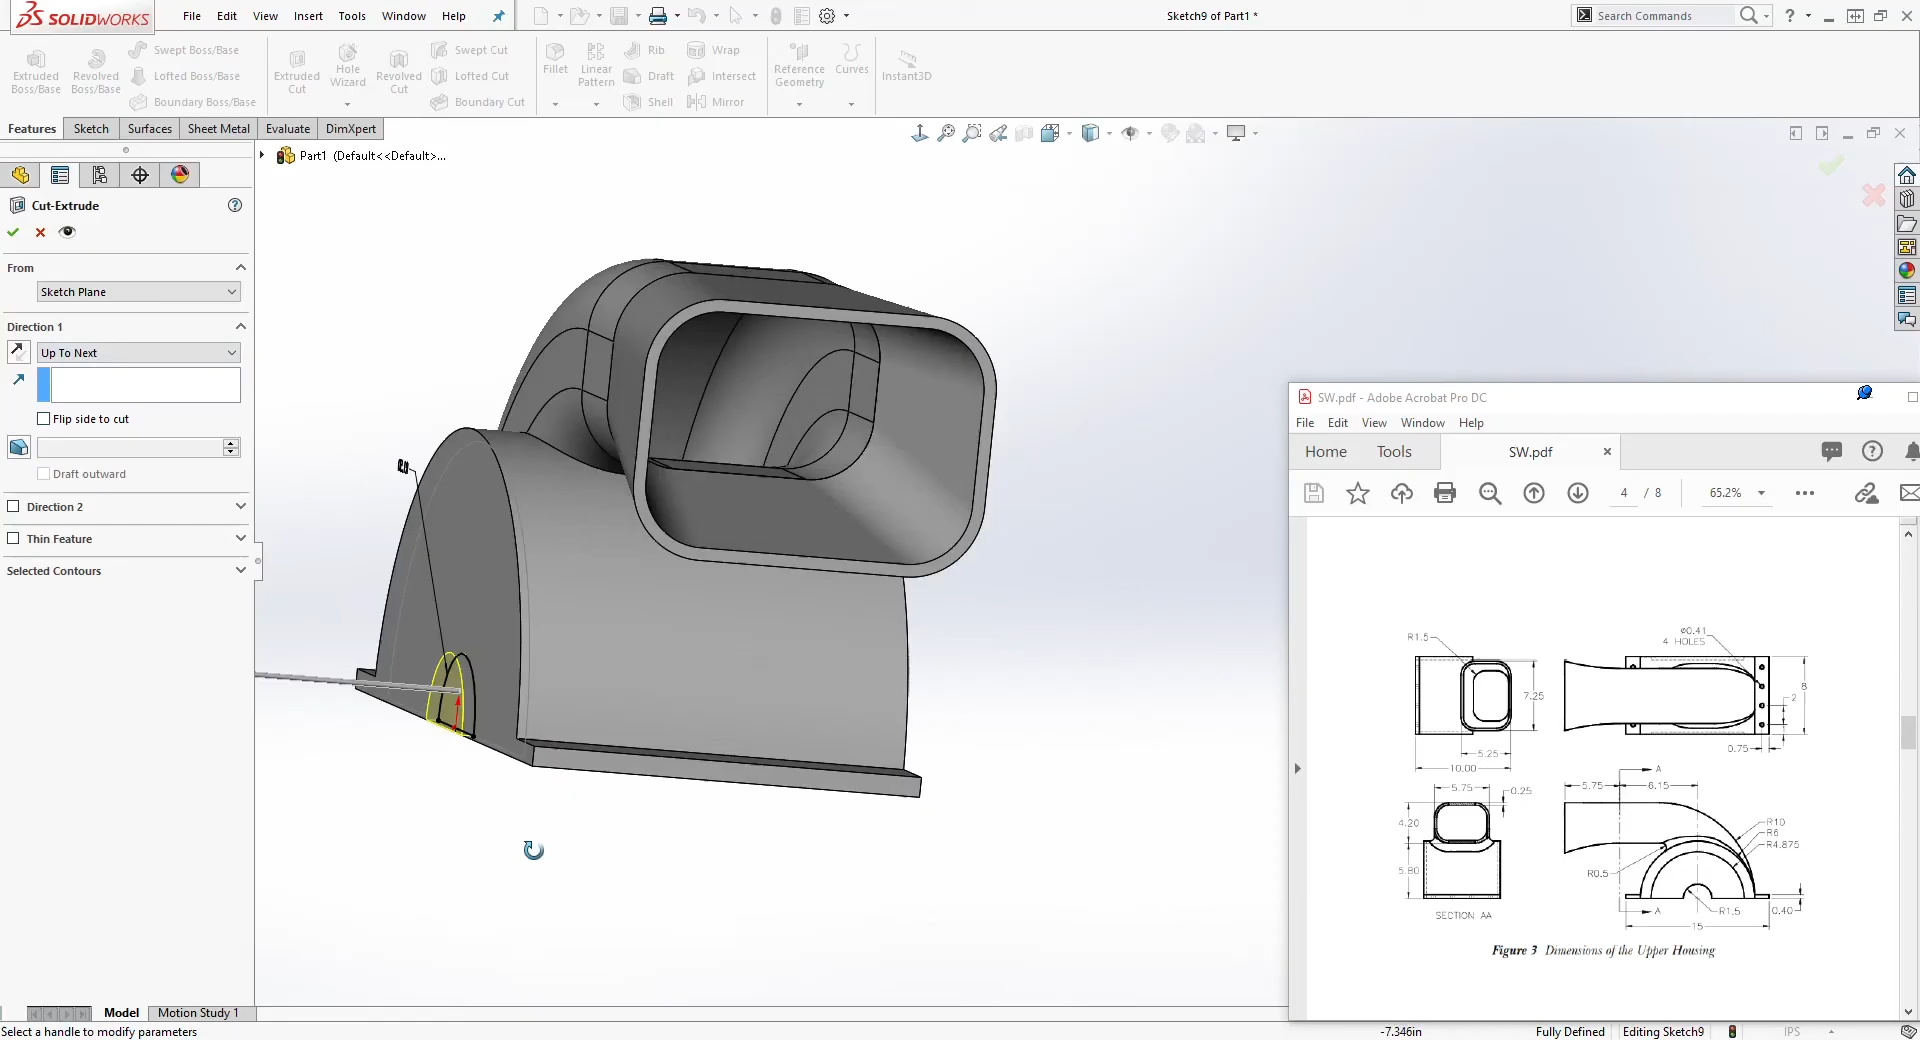 SOLIDWORKS
File Edit View Insert Tools Window Help
Sketch9 of Part1 *
Search Commands
Extruded Boss/Base
Revolved Boss/Base
Swept Boss/Base
Lofted Boss/Base
Boundary Boss/Base
Extruded Cut
Hole Wizard
Revolved Cut
Swept Cut
Lofted Cut
Boundary Cut
Fillet
Linear Pattern
Rib
Draft
Shell
Wrap
Intersect
Mirror
Reference Geometry
Curves
Instant3D
Features Sketch Surfaces Sheet Metal Evaluate DimXpert
Part1 (Default<<Default>...
Cut-Extrude
From
Sketch Plane
Direction 1
Up To Next
Flip side to cut
Draft outward
Direction 2
Thin Feature
Selected Contours
SW.pdf - Adobe Acrobat Pro DC
File Edit View Window Help
Home Tools SW.pdf ×
4 / 8 65.2%
R1.5
7.25
5.25
10.00
ø0.41
4 HOLES
8
2
0.75
5.75
0.25
4.20
5.80
SECTION AA
A
5.75
6.15
R10
R6
R4.875
R0.5
R1.5
0.40
A
15
Figure 3 Dimensions of the Upper Housing
Model Motion Study 1
Select a handle to modify parameters
-7.346in Fully Defined Editing Sketch9 IPS